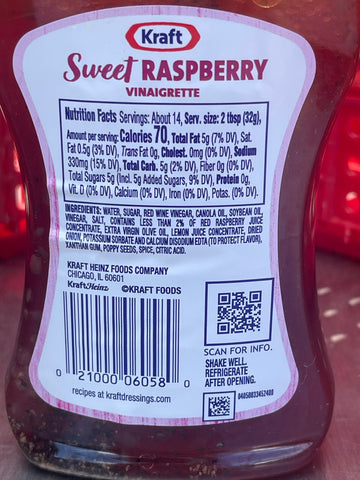 Kraft
Sweet RASPBERRY
VINAIGRETTE
Nutrition Facts Servings: About 14, Serv. size: 2 tbsp (32g),
Amount per serving: Calories 70, Total Fat 5g (7% DV), Sat.
Fat 0.5g (3% DV), Trans Fat 0g, Cholest. 0mg (0% DV), Sodium
330mg (15% DV), Total Carb. 5g (2% DV), Fiber 0g (0% DV),
Total Sugars 5g (Incl. 5g Added Sugars, 9% DV), Protein 0g,
Vit. D (0% DV), Calcium (0% DV), Iron (0% DV), Potas. (0% DV).
INGREDIENTS: WATER, SUGAR, RED WINE VINEGAR, CANOLA OIL, SOYBEAN OIL,
VINEGAR, SALT, CONTAINS LESS THAN 2% OF RED RASPBERRY JUICE
CONCENTRATE, EXTRA VIRGIN OLIVE OIL, LEMON JUICE CONCENTRATE, DRIED
ONION, POTASSIUM SORBATE AND CALCIUM DISODIUM EDTA (TO PROTECT FLAVOR),
XANTHAN GUM, POPPY SEEDS, SPICE, CITRIC ACID.
KRAFT HEINZ FOODS COMPANY
CHICAGO, IL 60601
KraftHeinz ©KRAFT FOODS
SCAN FOR INFO.
SHAKE WELL.
REFRIGERATE
AFTER OPENING.
0 21000 06058 0
04050033452400
recipes at kraftdressings.com